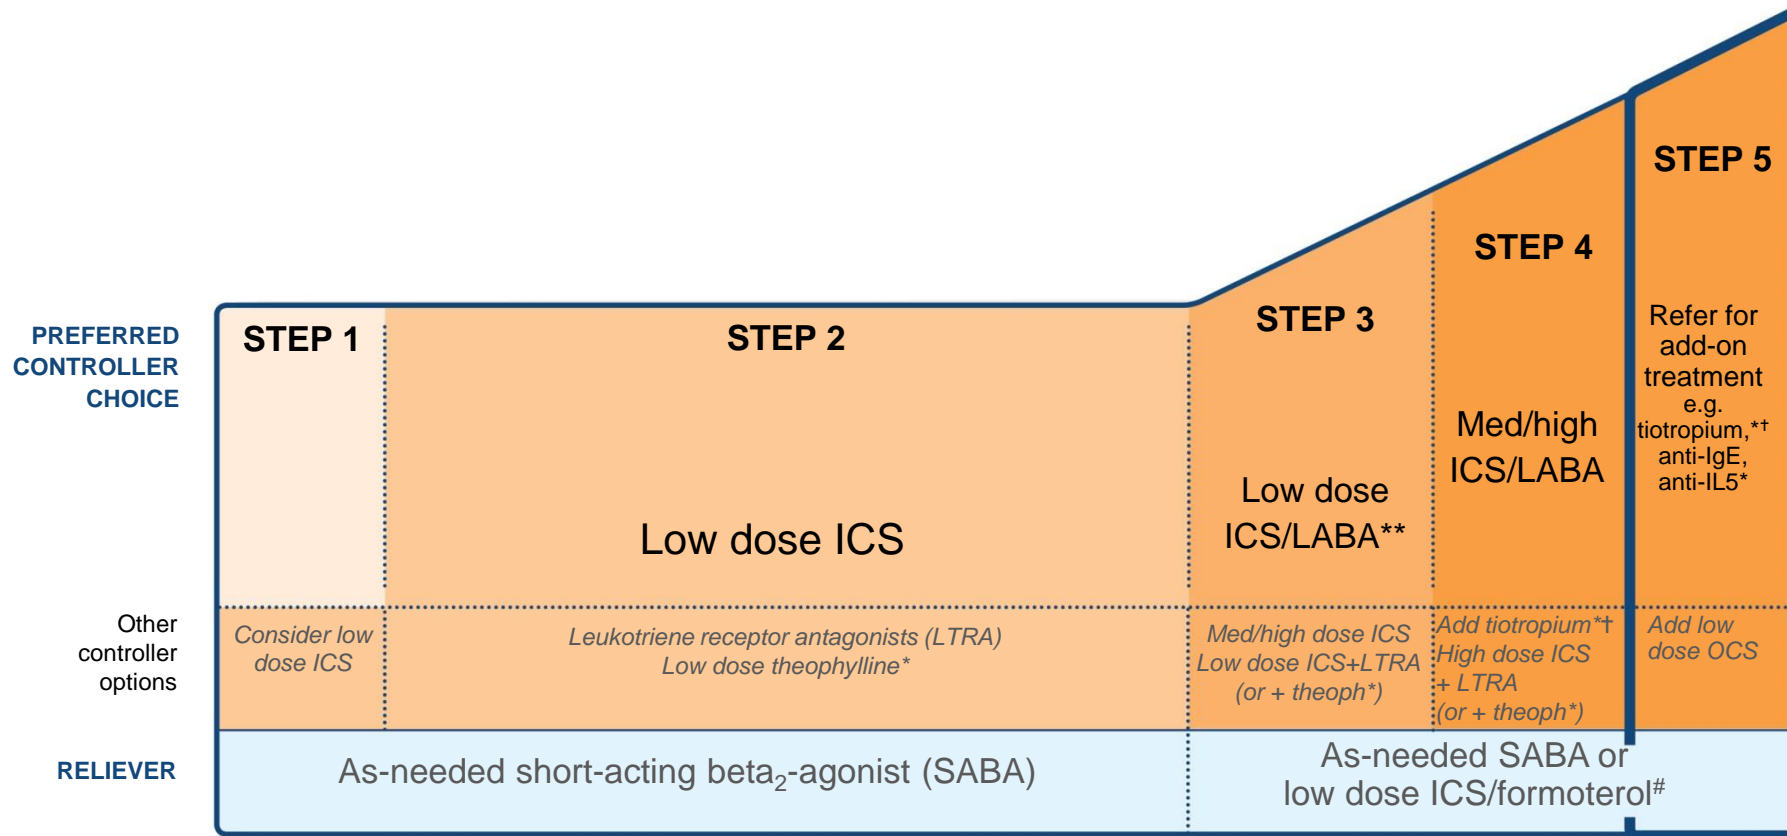 PREFERRED
CONTROLLER
CHOICE
STEP 1
STEP 2
Low dose ICS
STEP 3
Low dose
ICS/LABA**
STEP 4
Med/high
ICS/LABA
STEP 5
Refer for
add-on
treatment
e.g.
tiotropium,*†
anti-IgE,
anti-IL5*
Other
controller
options
Consider low
dose ICS
Leukotriene receptor antagonists (LTRA)
Low dose theophylline*
Med/high dose ICS
Low dose ICS+LTRA
(or + theoph*)
Add tiotropium*†
High dose ICS
+ LTRA
(or + theoph*)
Add low
dose OCS
RELIEVER
As-needed short-acting beta₂-agonist (SABA)
As-needed SABA or
low dose ICS/formoterol#